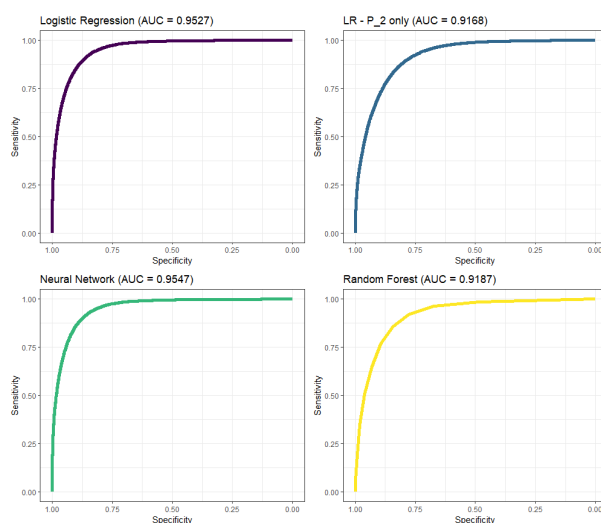 Logistic Regression (AUC = 0.9527)
1.00
0.75
0.50
0.25
0.00
Sensitivity
1.00 0.75 0.50 0.25 0.00
Specificity
LR - P_2 only (AUC = 0.9168)
1.00
0.75
0.50
0.25
0.00
Sensitivity
1.00 0.75 0.50 0.25 0.00
Specificity
Neural Network (AUC = 0.9547)
1.00
0.75
0.50
0.25
0.00
Sensitivity
1.00 0.75 0.50 0.25 0.00
Specificity
Random Forest (AUC = 0.9187)
1.00
0.75
0.50
0.25
0.00
Sensitivity
1.00 0.75 0.50 0.25 0.00
Specificity